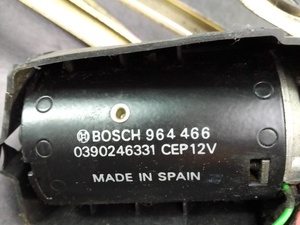 BOSCH 964 466
0390246331 CEP12V
MADE IN SPAIN